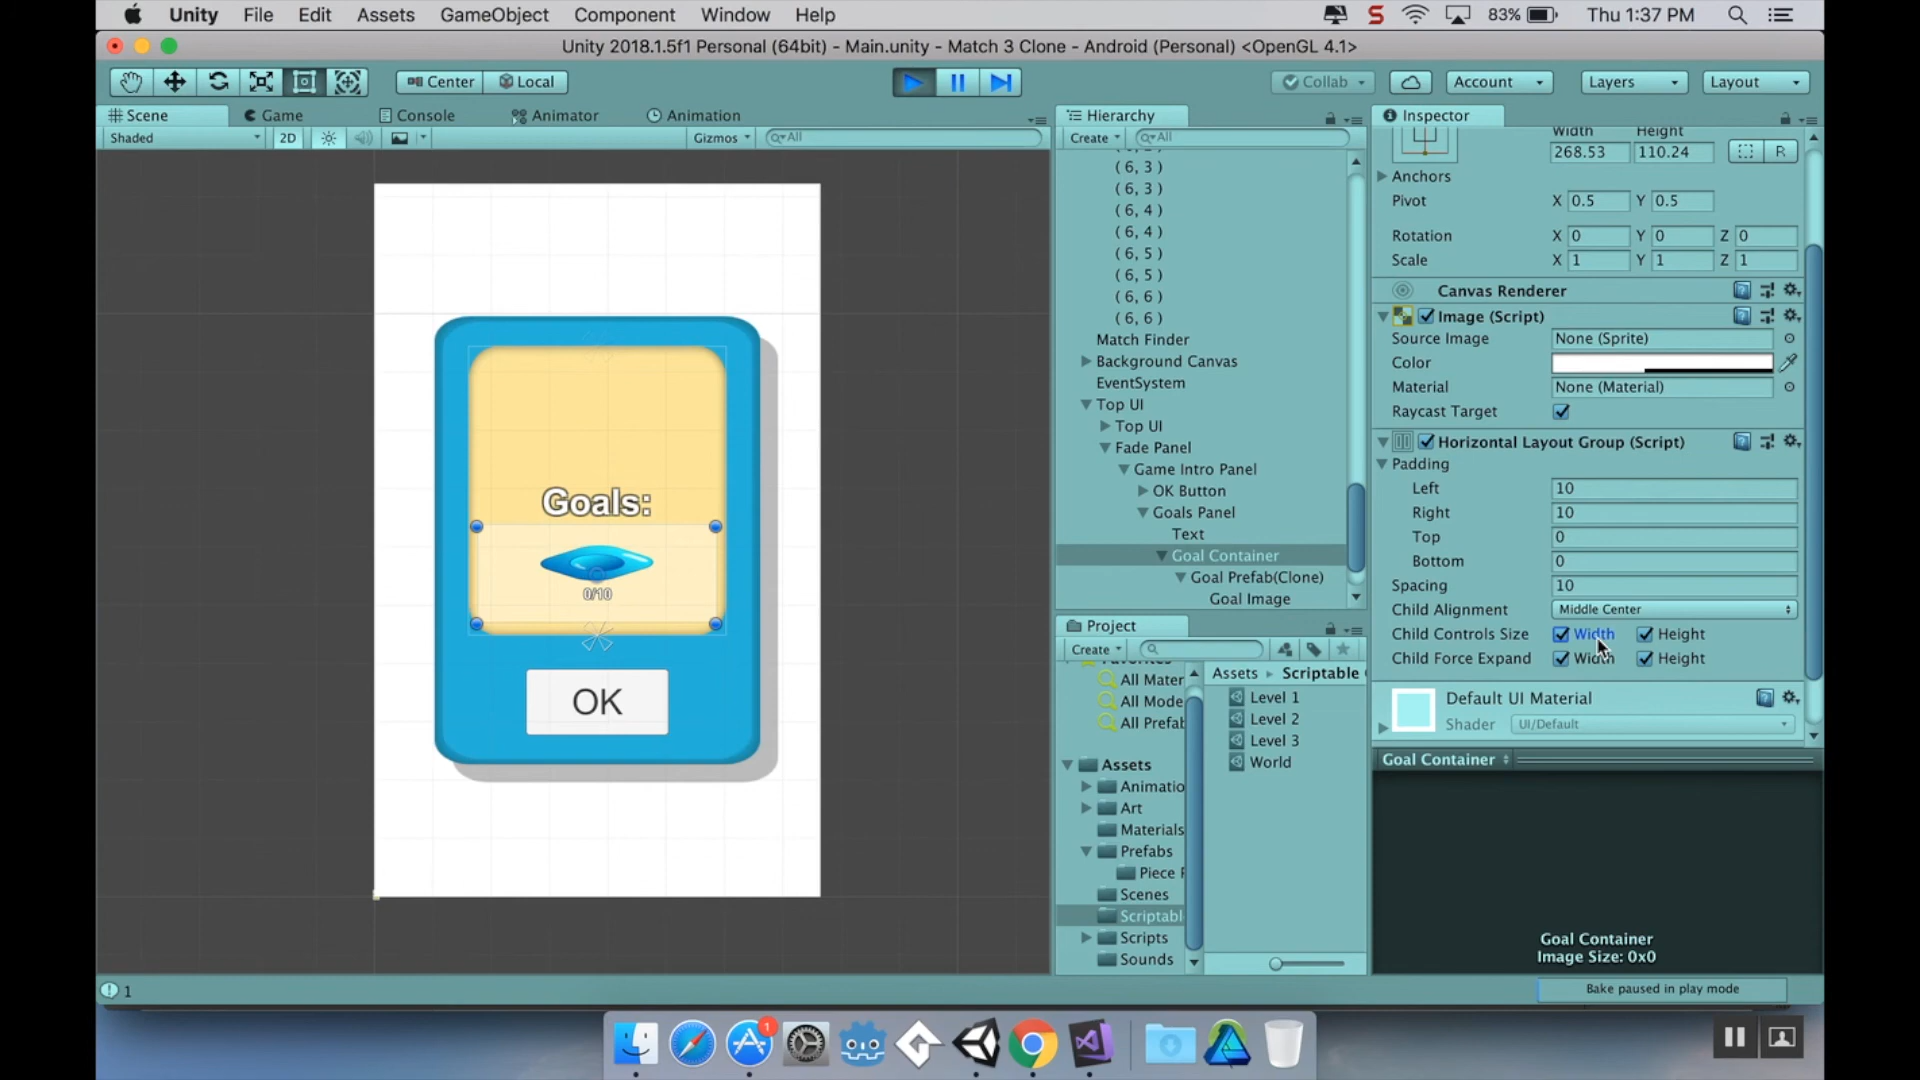 Unity File Edit Assets GameObject Component Window Help 83% Thu 1:37 PM
Unity 2018.1.5f1 Personal (64bit) - Main.unity - Match 3 Clone - Android (Personal) <OpenGL 4.1>
Center Local Collab Account Layers Layout
Scene Game Console Animator Animation
Shaded 2D Gizmos All
Goals:
0/10
OK
Hierarchy
Create All
( 6, 3 )
( 6, 3 )
( 6, 4 )
( 6, 4 )
( 6, 5 )
( 6, 5 )
( 6, 6 )
( 6, 6 )
Match Finder
Background Canvas
EventSystem
Top UI
Top UI
Fade Panel
Game Intro Panel
OK Button
Goals Panel
Text
Goal Container
Goal Prefab(Clone)
Goal Image
Project
Create
Favorites
All Mater
All Mode
All Prefab
Assets
Animatio
Art
Materials
Prefabs
Piece P
Scenes
Scriptabl
Scripts
Sounds
Assets Scriptable
Level 1
Level 2
Level 3
World
Inspector
Width Height
268.53 110.24 R
Anchors
Pivot X 0.5 Y 0.5
Rotation X 0 Y 0 Z 0
Scale X 1 Y 1 Z 1
Canvas Renderer
Image (Script)
Source Image None (Sprite)
Color
Material None (Material)
Raycast Target
Horizontal Layout Group (Script)
Padding
Left 10
Right 10
Top 0
Bottom 0
Spacing 10
Child Alignment Middle Center
Child Controls Size Width Height
Child Force Expand Width Height
Default UI Material
Shader UI/Default
Goal Container
Goal Container
Image Size: 0x0
1
Bake paused in play mode
1